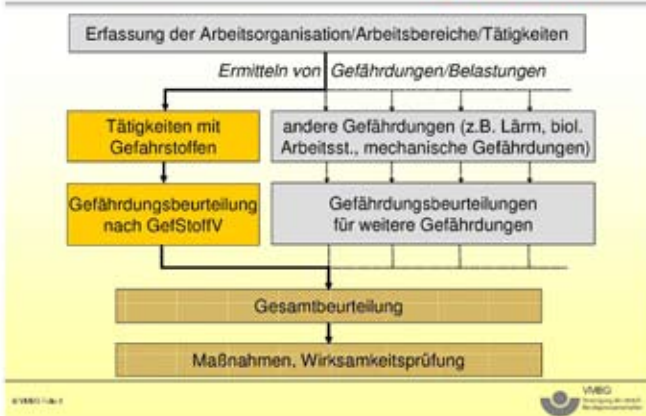 Erfassung der Arbeitsorganisation/Arbeitsbereiche/Tätigkeiten
Ermitteln von Gefährdungen/Belastungen
Tätigkeiten mit
Gefahrstoffen
andere Gefährdungen (z.B. Lärm, biol.
Arbeitsst., mechanische Gefährdungen)
Gefährdungsbeurteilung
nach GefStoffV
Gefährdungsbeurteilungen
für weitere Gefährdungen
Gesamtbeurteilung
Maßnahmen, Wirksamkeitsprüfung
VMBG